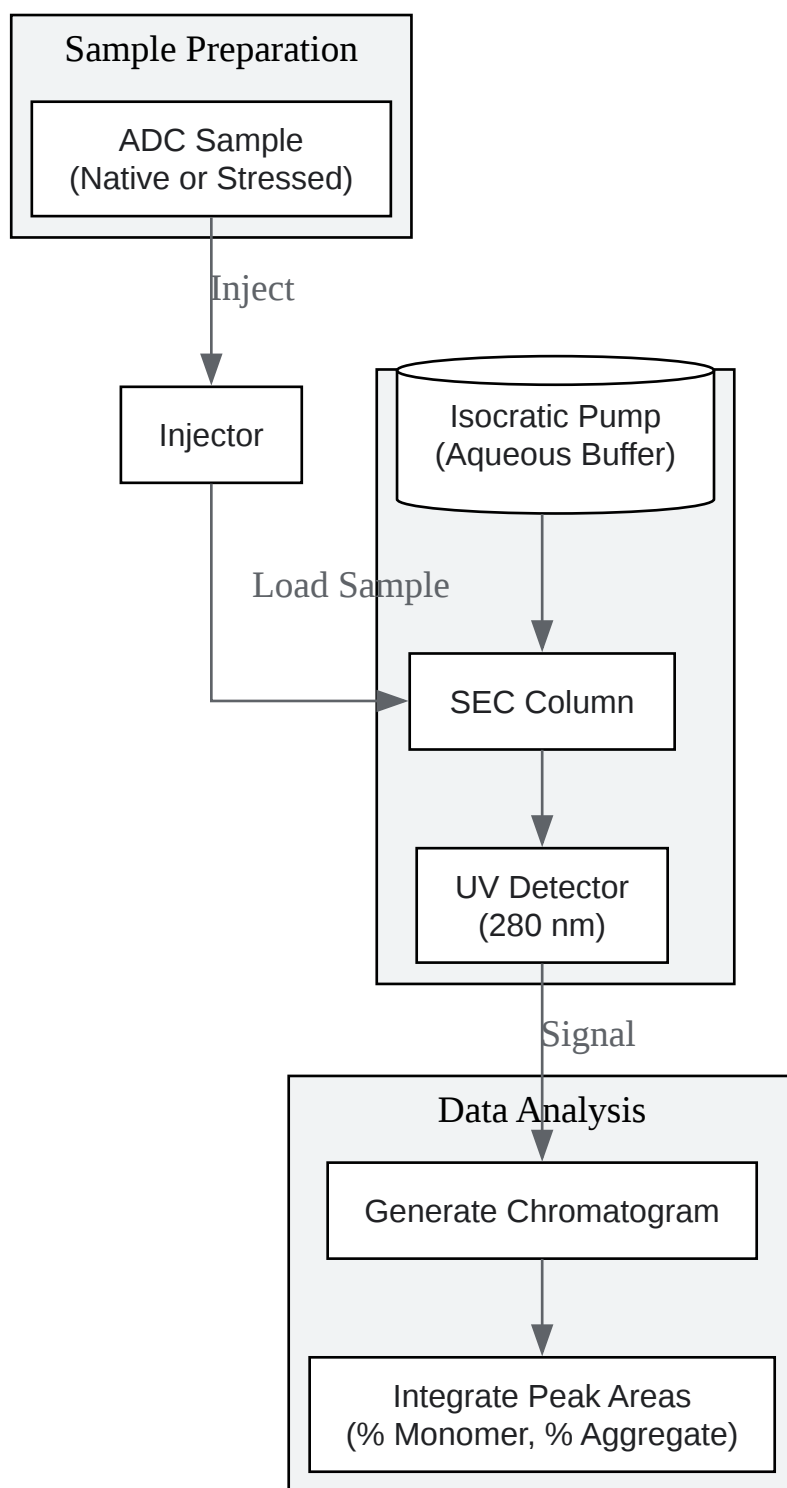 Sample Preparation
ADC Sample
(Native or Stressed)
Inject
Injector
Isocratic Pump
(Aqueous Buffer)
Load Sample
SEC Column
UV Detector
(280 nm)
Signal
Data Analysis
Generate Chromatogram
Integrate Peak Areas
(% Monomer, % Aggregate)